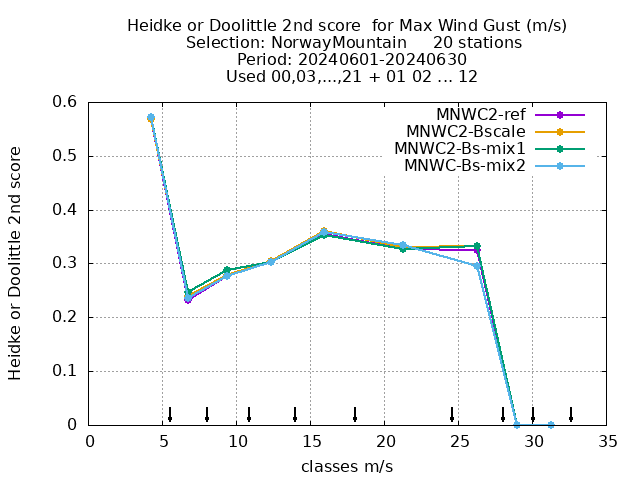 Heidke or Doolittle 2nd score  for Max Wind Gust (m/s)
Selection: NorwayMountain     20 stations
Period: 20240601-20240630
Used 00,03,...,21 + 01 02 ... 12
MNWC2-ref
MNWC2-Bscale
MNWC2-Bs-mix1
MNWC-Bs-mix2
Heidke or Doolittle 2nd score
0.6
0.5
0.4
0.3
0.2
0.1
0
0 5 10 15 20 25 30 35
classes m/s